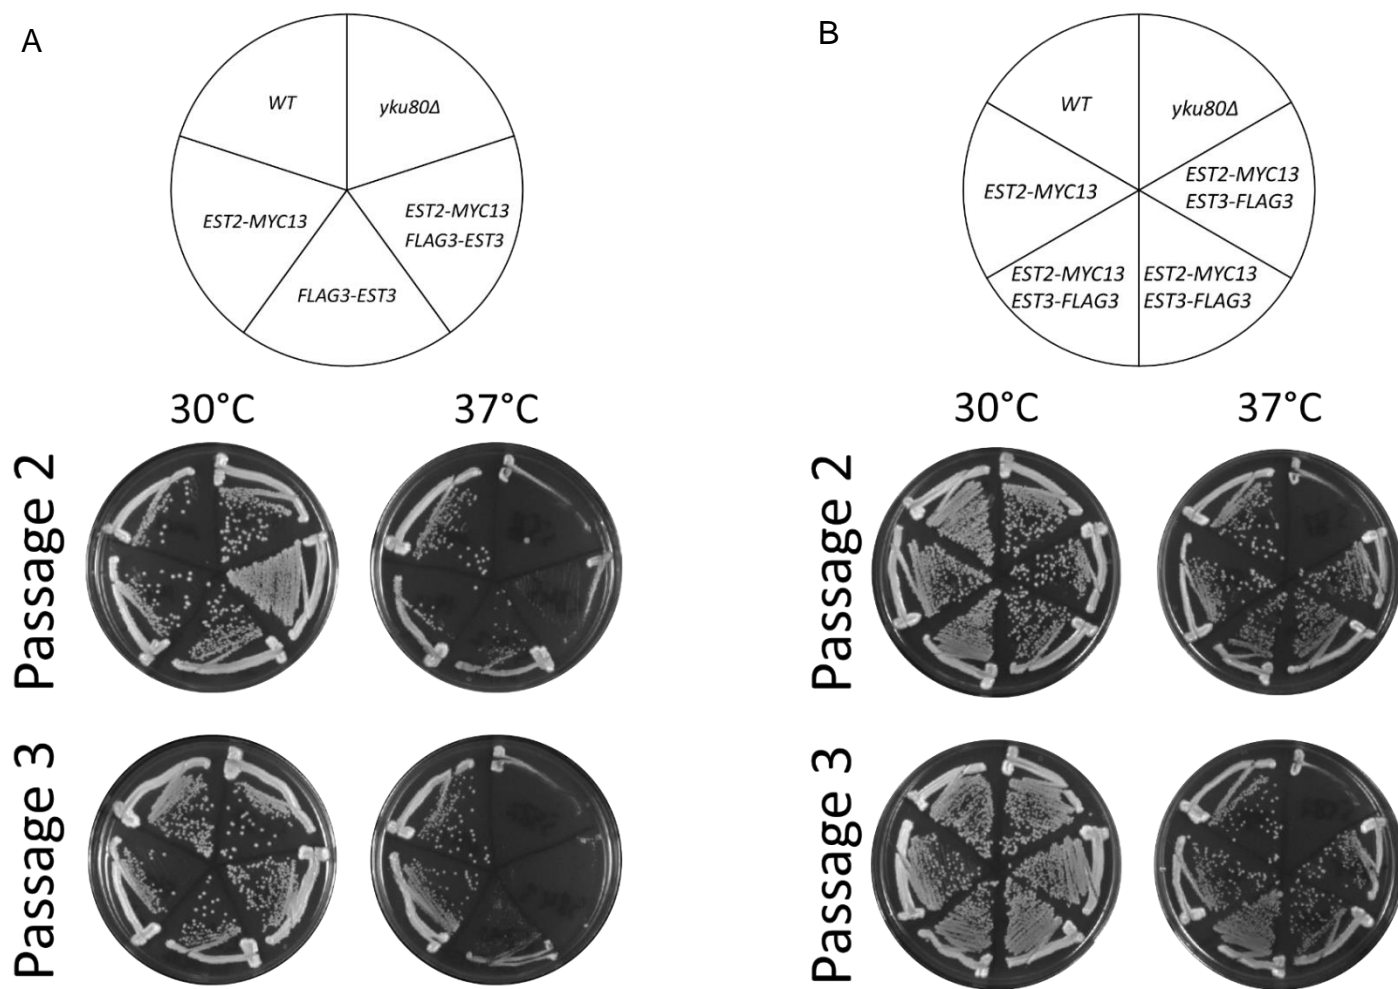 A
WT
yku80Δ
EST2-MYC13
EST2-MYC13
FLAG3-EST3
FLAG3-EST3
30°C
37°C
Passage 2
Passage 3
B
WT
yku80Δ
EST2-MYC13
EST2-MYC13
EST3-FLAG3
EST2-MYC13
EST3-FLAG3
EST2-MYC13
EST3-FLAG3
30°C
37°C
Passage 2
Passage 3